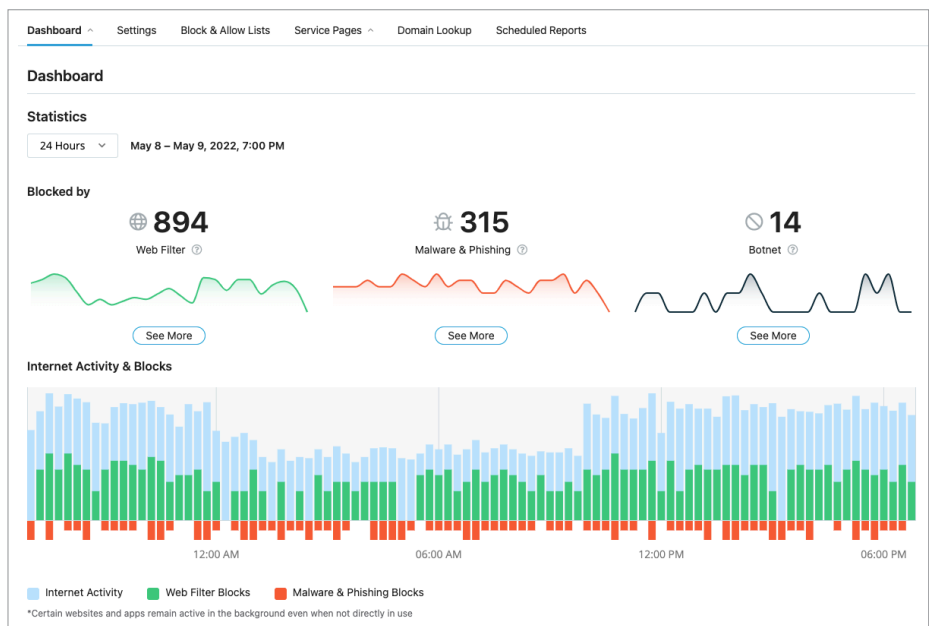 Dashboard Settings Block & Allow Lists Service Pages Domain Lookup Scheduled Reports
Dashboard
Statistics
24 Hours May 8 – May 9, 2022, 7:00 PM
Blocked by
894 315 14
Web Filter ? Malware & Phishing ? Botnet ?
See More See More See More
Internet Activity & Blocks
12:00 AM 06:00 AM 12:00 PM 06:00 PM
Internet Activity Web Filter Blocks Malware & Phishing Blocks
*Certain websites and apps remain active in the background even when not directly in use